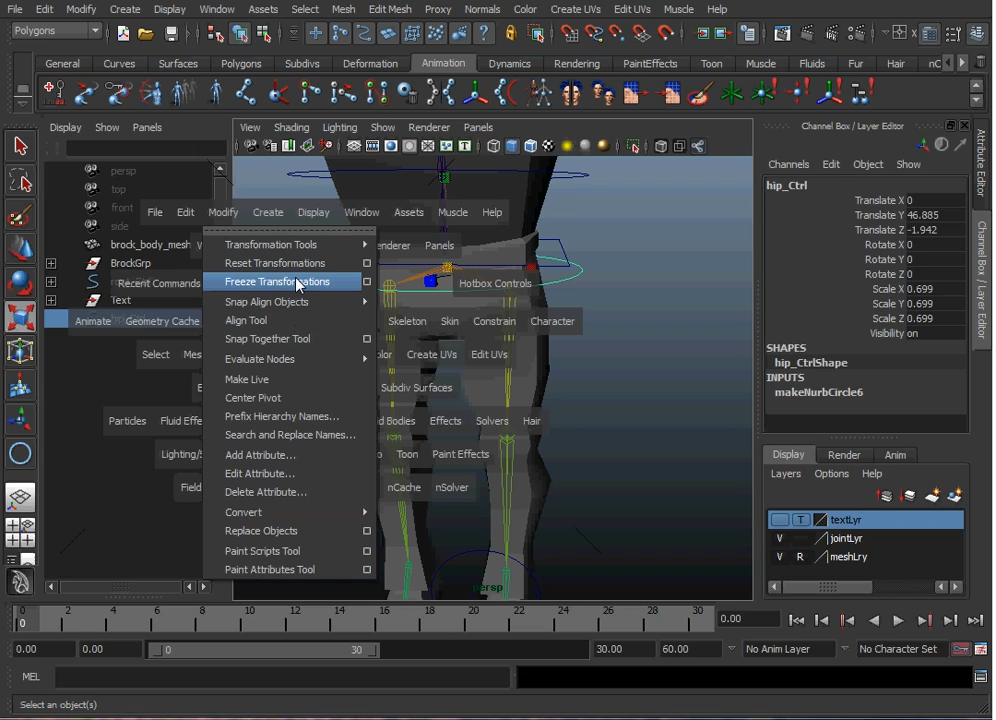 File Edit Modify Create Display Window Assets Select Mesh Edit Mesh Proxy Normals Color Create UVs Edit UVs Muscle Help
Polygons
General Curves Surfaces Polygons Subdivs Deformation Animation Dynamics Rendering PaintEffects Toon Muscle Fluids Fur Hair nC
Display Show Panels
View Shading Lighting Show Renderer Panels
Channel Box / Layer Editor
Attribute Editor
Channel Box / Layer Editor
Channels Edit Object Show
persp
top
front
side
brock_body_mesh
BrockGrp
Text
File Edit Modify Create Display Window Assets Muscle Help
Panels
Recent Commands
Hotbox Controls
Animate Geometry Cache
Skeleton Skin Constrain Character
Select
Create UVs Edit UVs
Subdiv Surfaces
Particles
Effects Solvers Hair
Toon Paint Effects
nCache nSolver
Transformation Tools
Reset Transformations
Freeze Transformations
Snap Align Objects
Align Tool
Snap Together Tool
Evaluate Nodes
Make Live
Center Pivot
Prefix Hierarchy Names...
Search and Replace Names...
Add Attribute...
Edit Attribute...
Delete Attribute...
Convert
Replace Objects
Paint Scripts Tool
Paint Attributes Tool
persp
hip_Ctrl
Translate X 0
Translate Y 46.885
Translate Z -1.942
Rotate X 0
Rotate Y 0
Rotate Z 0
Scale X 0.699
Scale Y 0.699
Scale Z 0.699
Visibility on
SHAPES
hip_CtrlShape
INPUTS
makeNurbCircle6
Display Render Anim
Layers Options Help
T textLyr
V jointLyr
V R meshLry
0 2 4 6 8 10 12 14 16 18 20 22 24 26 28 30
0
0.00
0.00 0.00 0 30 30.00 60.00 No Anim Layer No Character Set
MEL
Select an object(s)